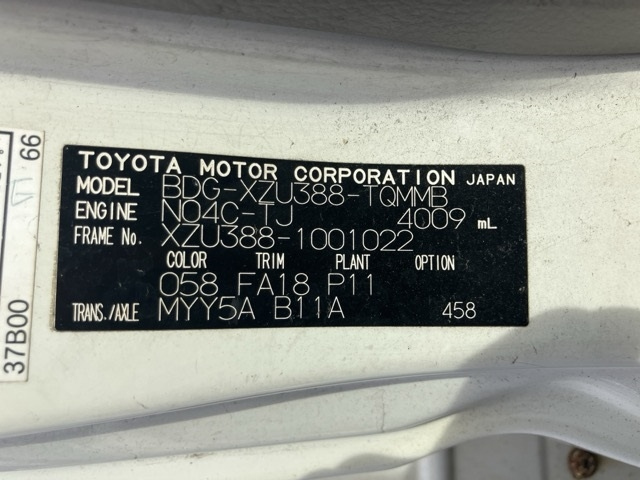 TOYOTA MOTOR CORPORATION JAPAN
MODEL BDG-XZU388-TQMMB
ENGINE N04C-TJ 4009 mL
FRAME No. XZU388-1001022
COLOR TRIM PLANT OPTION
058 FA18 P11
TRANS./AXLE MYY5A B11A 458
37B00
66